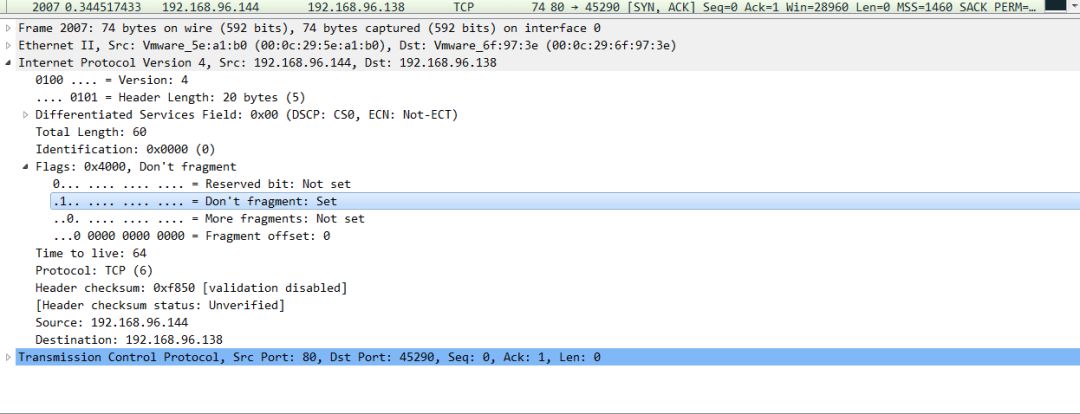 2007 0.344517433 192.168.96.144 192.168.96.138 TCP 74 80 → 45290 [SYN, ACK] Seq=0 Ack=1 Win=28960 Len=0 MSS=1460 SACK PERM=…
Frame 2007: 74 bytes on wire (592 bits), 74 bytes captured (592 bits) on interface 0
Ethernet II, Src: Vmware_5e:a1:b0 (00:0c:29:5e:a1:b0), Dst: Vmware_6f:97:3e (00:0c:29:6f:97:3e)
Internet Protocol Version 4, Src: 192.168.96.144, Dst: 192.168.96.138
0100 .... = Version: 4
.... 0101 = Header Length: 20 bytes (5)
Differentiated Services Field: 0x00 (DSCP: CS0, ECN: Not-ECT)
Total Length: 60
Identification: 0x0000 (0)
Flags: 0x4000, Don't fragment
0... .... .... .... = Reserved bit: Not set
.1.. .... .... .... = Don't fragment: Set
..0. .... .... .... = More fragments: Not set
...0 0000 0000 0000 = Fragment offset: 0
Time to live: 64
Protocol: TCP (6)
Header checksum: 0xf850 [validation disabled]
[Header checksum status: Unverified]
Source: 192.168.96.144
Destination: 192.168.96.138
Transmission Control Protocol, Src Port: 80, Dst Port: 45290, Seq: 0, Ack: 1, Len: 0